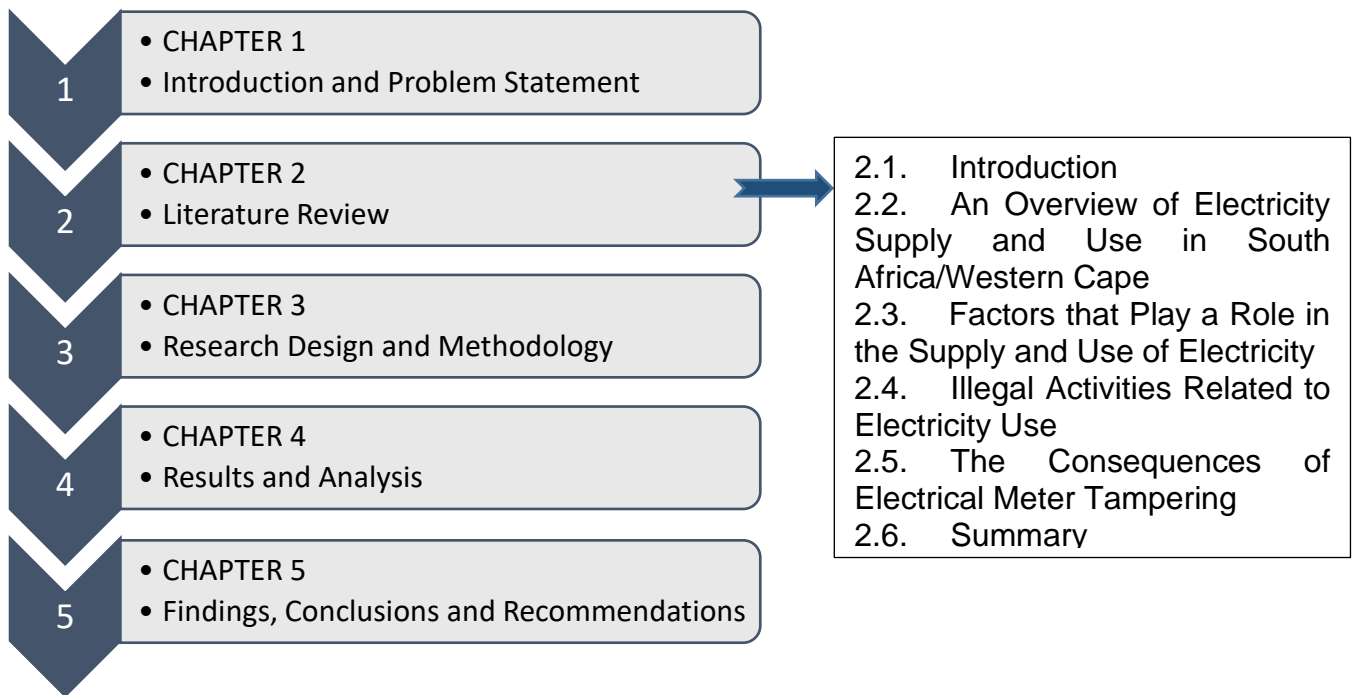 1
• CHAPTER 1
• Introduction and Problem Statement
2
• CHAPTER 2
• Literature Review
3
• CHAPTER 3
• Research Design and Methodology
4
• CHAPTER 4
• Results and Analysis
5
• CHAPTER 5
• Findings, Conclusions and Recommendations
2.1. Introduction
2.2. An Overview of Electricity
Supply and Use in South
Africa/Western Cape
2.3. Factors that Play a Role in
the Supply and Use of Electricity
2.4. Illegal Activities Related to
Electricity Use
2.5. The Consequences of
Electrical Meter Tampering
2.6. Summary